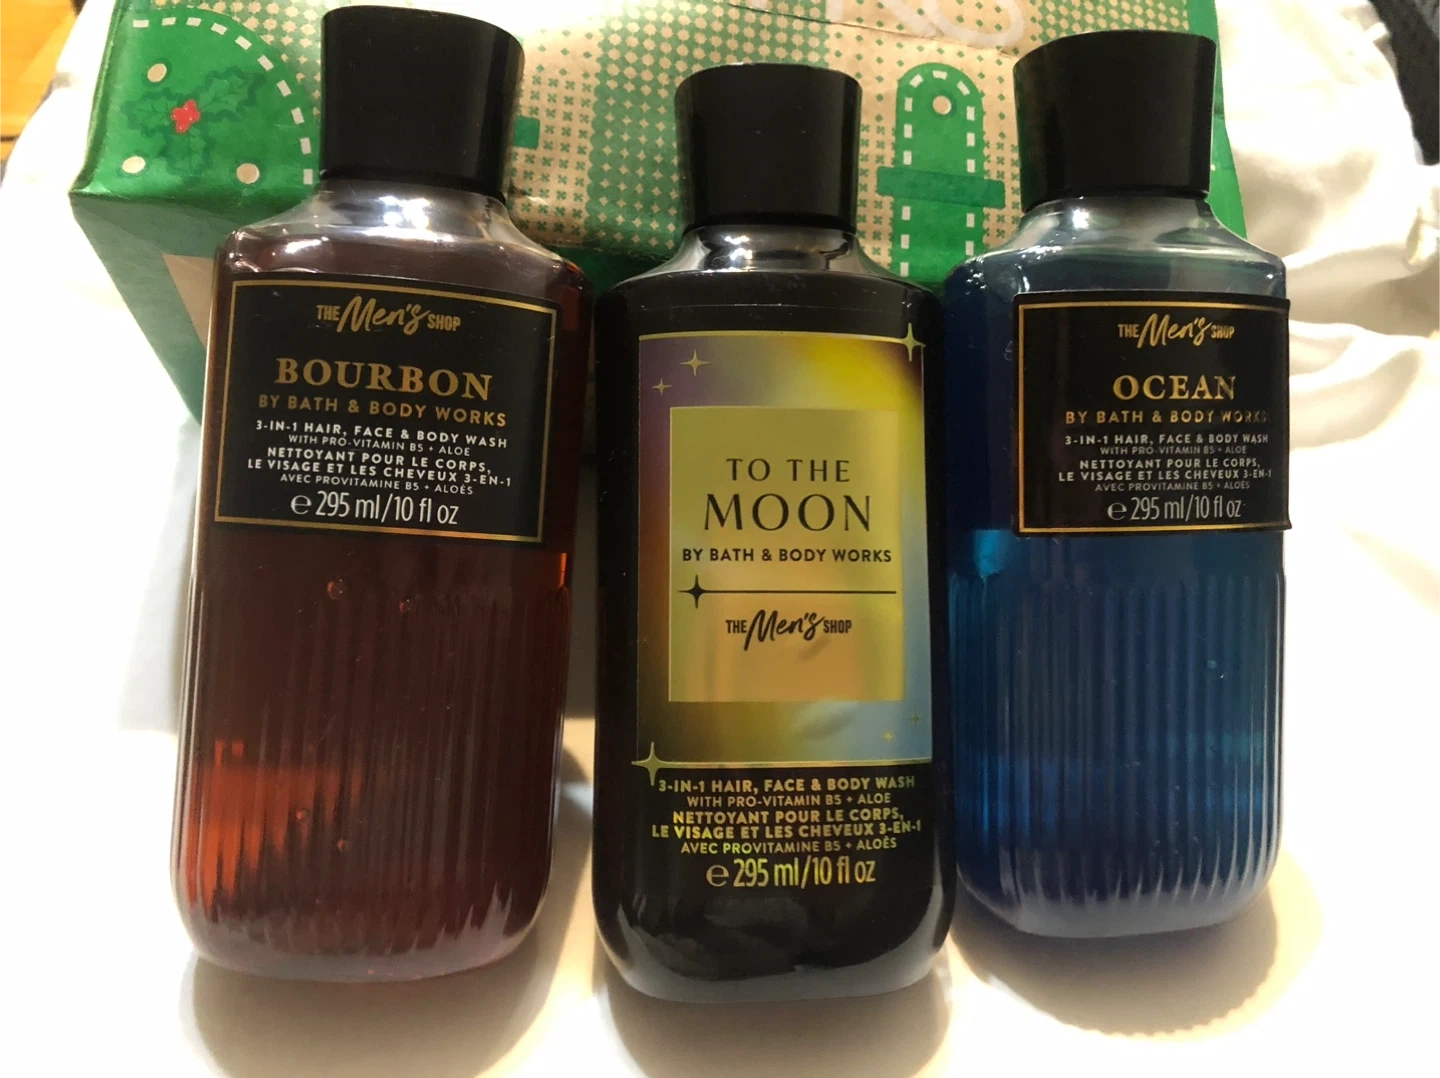 THE Men's SHOP
BOURBON
BY BATH & BODY WORKS
3-IN-1 HAIR, FACE & BODY WASH
WITH PRO-VITAMIN B5 + ALOE
NETTOYANT POUR LE CORPS,
LE VISAGE ET LES CHEVEUX 3-EN-1
AVEC PROVITAMINE B5 + ALOÈS
℮ 295 ml/10 fl oz
TO THE
MOON
BY BATH & BODY WORKS
THE Men's SHOP
3-IN-1 HAIR, FACE & BODY WASH
WITH PRO-VITAMIN B5 + ALOE
NETTOYANT POUR LE CORPS,
LE VISAGE ET LES CHEVEUX 3-EN-1
AVEC PROVITAMINE B5 + ALOÈS
℮ 295 ml/10 fl oz
THE Men's SHOP
OCEAN
BY BATH & BODY WORKS
3-IN-1 HAIR, FACE & BODY WASH
WITH PRO-VITAMIN B5 + ALOE
NETTOYANT POUR LE CORPS,
LE VISAGE ET LES CHEVEUX 3-EN-1
AVEC PROVITAMINE B5 + ALOÈS
℮ 295 ml/10 fl oz